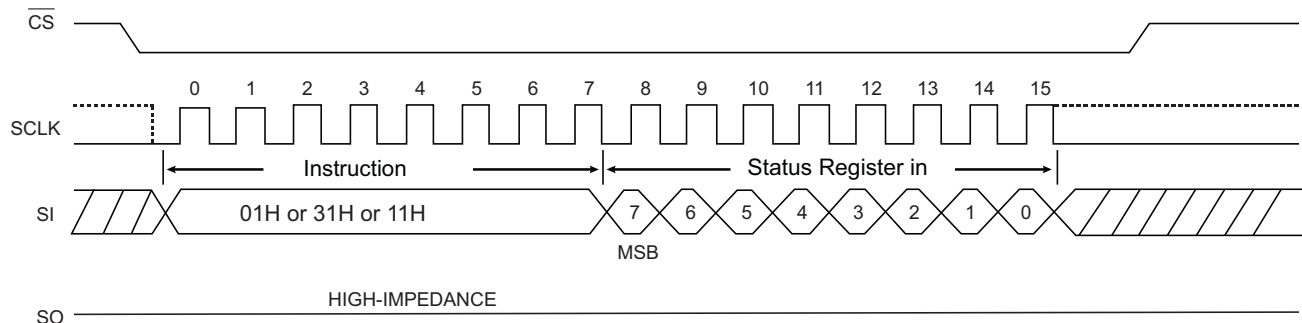 CS
0 1 2 3 4 5 6 7 8 9 10 11 12 13 14 15
SCLK
Instruction Status Register in
SI 01H or 31H or 11H 7 6 5 4 3 2 1 0
MSB
HIGH-IMPEDANCE
SO